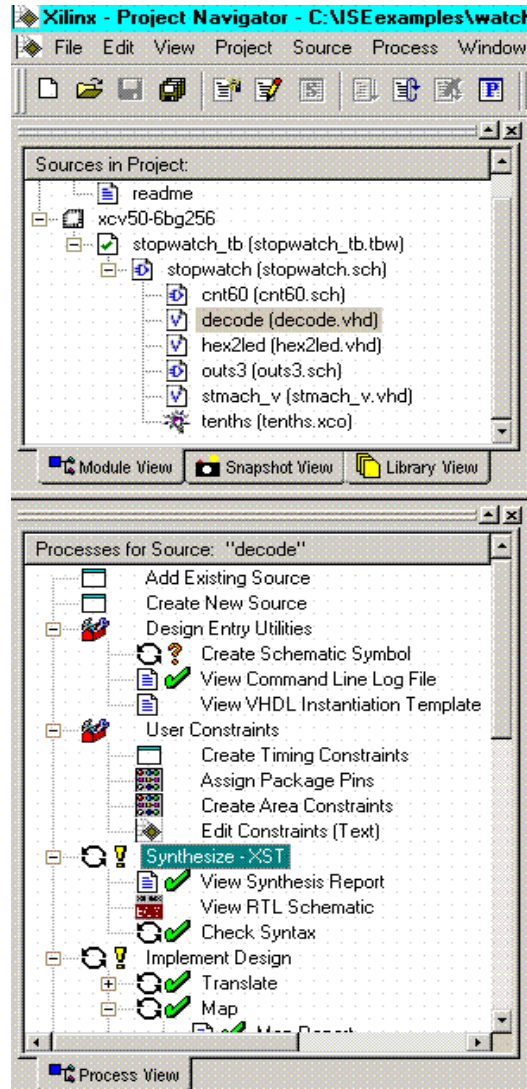 Xilinx - Project Navigator - C:\ISEexamples\watch
File Edit View Project Source Process Window
Sources in Project:
readme
xcv50-6bg256
stopwatch_tb (stopwatch_tb.tbw)
stopwatch (stopwatch.sch)
cnt60 (cnt60.sch)
decode (decode.vhd)
hex2led (hex2led.vhd)
outs3 (outs3.sch)
stmach_v (stmach_v.vhd)
tenths (tenths.xco)
Module View Snapshot View Library View
Processes for Source: "decode"
Add Existing Source
Create New Source
Design Entry Utilities
Create Schematic Symbol
View Command Line Log File
View VHDL Instantiation Template
User Constraints
Create Timing Constraints
Assign Package Pins
Create Area Constraints
Edit Constraints (Text)
Synthesize - XST
View Synthesis Report
View RTL Schematic
Check Syntax
Implement Design
Translate
Map
Map Report
Process View